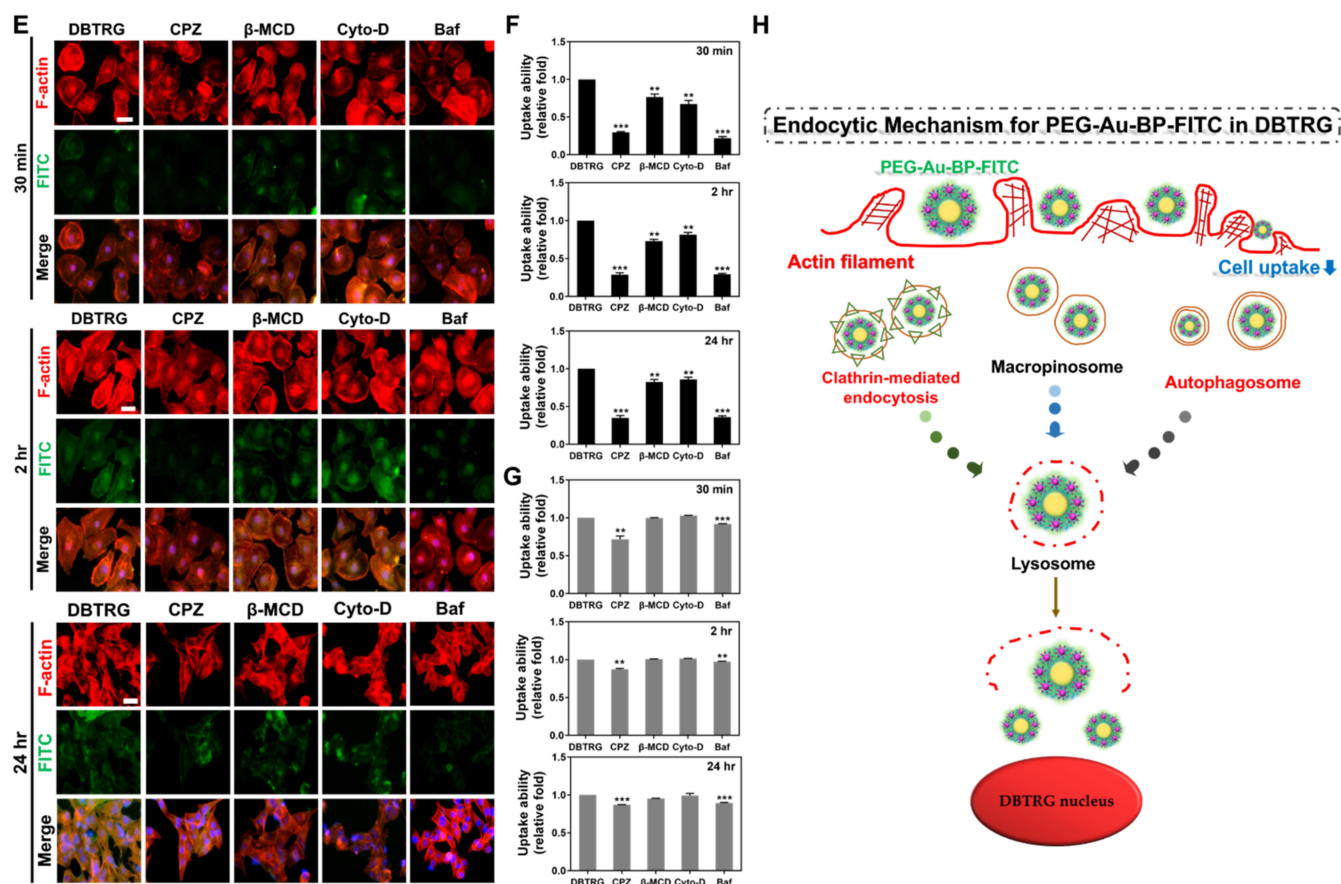 E
DBTRG CPZ β-MCD Cyto-D Baf
30 min
F-actin
FITC
Merge
DBTRG CPZ β-MCD Cyto-D Baf
2 hr
F-actin
FITC
Merge
DBTRG CPZ β-MCD Cyto-D Baf
24 hr
F-actin
FITC
Merge
F
30 min
Uptake ability
(relative fold)
1.5
1.0
0.5
0.0
*** ** ** ***
DBTRG CPZ β-MCD Cyto-D Baf
2 hr
Uptake ability
(relative fold)
1.5
1.0
0.5
0.0
*** ** ** ***
DBTRG CPZ β-MCD Cyto-D Baf
24 hr
Uptake ability
(relative fold)
1.5
1.0
0.5
0.0
*** ** ** ***
DBTRG CPZ β-MCD Cyto-D Baf
G
30 min
Uptake ability
(relative fold)
1.5
1.0
0.5
0.0
** ***
DBTRG CPZ β-MCD Cyto-D Baf
2 hr
Uptake ability
(relative fold)
1.5
1.0
0.5
0.0
** **
DBTRG CPZ β-MCD Cyto-D Baf
24 hr
Uptake ability
(relative fold)
1.5
1.0
0.5
0.0
*** ***
DBTRG CPZ β-MCD Cyto-D Baf
H
Endocytic Mechanism for PEG-Au-BP-FITC in DBTRG
PEG-Au-BP-FITC
Actin filament
Cell uptake
Clathrin-mediated
endocytosis
Macropinosome
Autophagosome
Lysosome
DBTRG nucleus